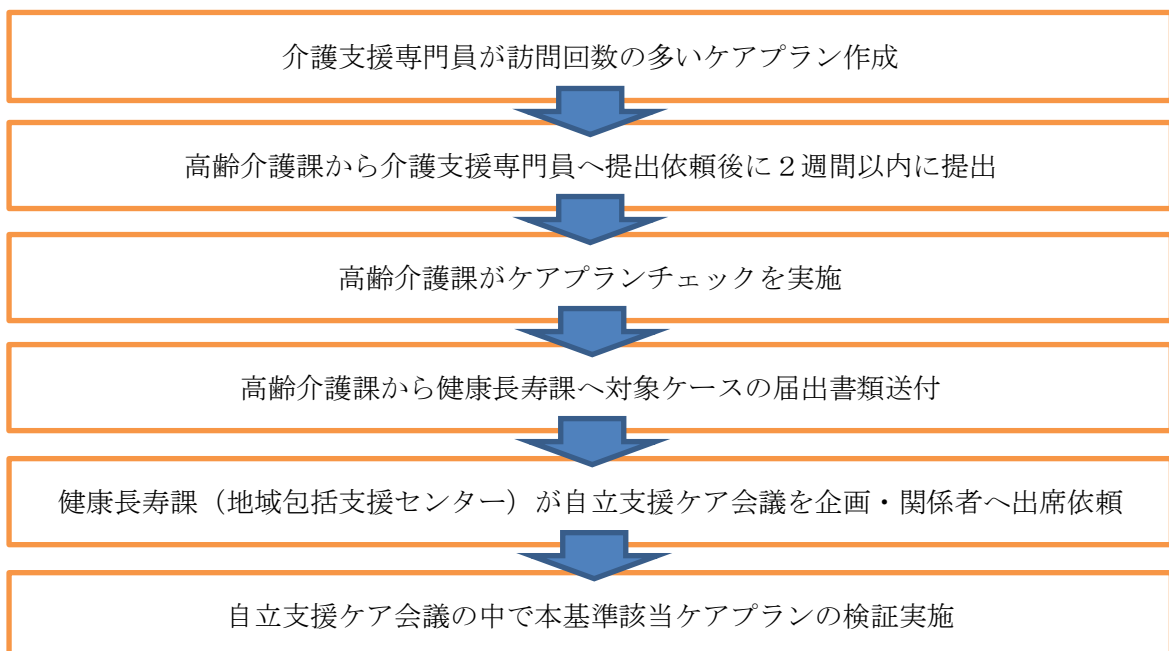 介護支援専門員が訪問回数の多いケアプラン作成
高齢介護課から介護支援専門員へ提出依頼後に２週間以内に提出
高齢介護課がケアプランチェックを実施
高齢介護課から健康長寿課へ対象ケースの届出書類送付
健康長寿課（地域包括支援センター）が自立支援ケア会議を企画・関係者へ出席依頼
自立支援ケア会議の中で本基準該当ケアプランの検証実施